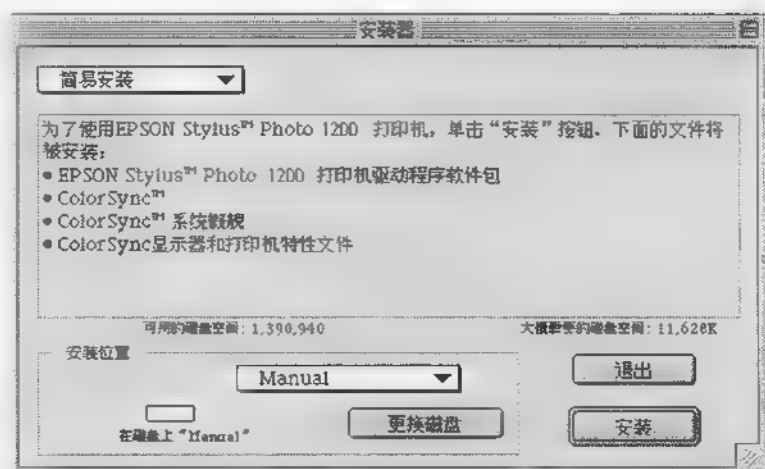 安装器
简易安装
为了使用EPSON Stylus™ Photo 1200 打印机，单击“安装”按钮。下面的文件将
被安装：
● EPSON Stylus™ Photo 1200 打印机驱动程序软件包
● ColorSync™
● ColorSync™ 系统概貌
● ColorSync显示器和打印机特性文件
可用的磁盘空间：1,390,940
大概需要的磁盘空间：11,628K
安装位置
Manual
退出
在磁盘上“Manual”
更换磁盘
安装